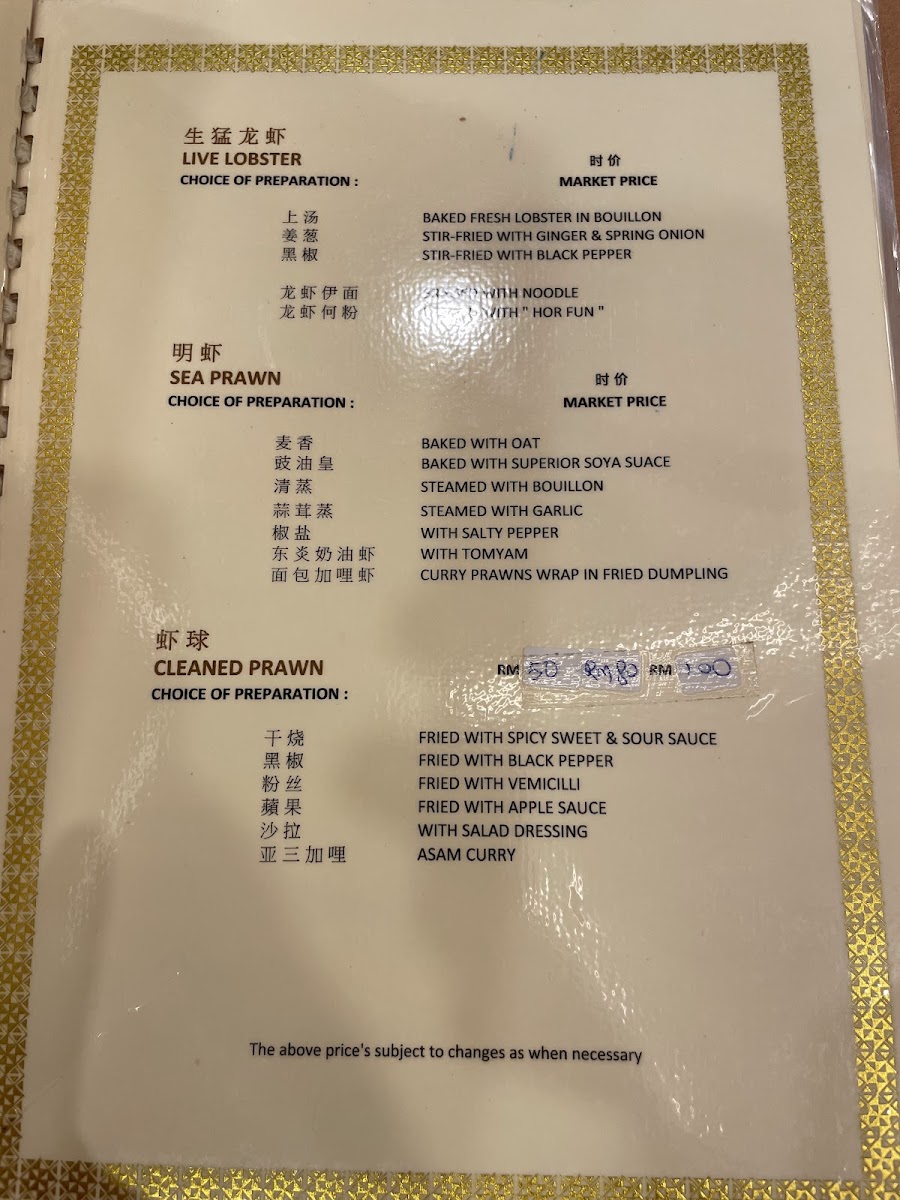 生猛龙虾
LIVE LOBSTER 时价
CHOICE OF PREPARATION : MARKET PRICE
上汤 BAKED FRESH LOBSTER IN BOUILLON
姜葱 STIR-FRIED WITH GINGER & SPRING ONION
黑椒 STIR-FRIED WITH BLACK PEPPER
龙虾伊面 WITH NOODLE
龙虾何粉 WITH " HOR FUN "
明虾
SEA PRAWN 时价
CHOICE OF PREPARATION : MARKET PRICE
麦香 BAKED WITH OAT
豉油皇 BAKED WITH SUPERIOR SOYA SUACE
清蒸 STEAMED WITH BOUILLON
蒜茸蒸 STEAMED WITH GARLIC
椒盐 WITH SALTY PEPPER
东炎奶油虾 WITH TOMYAM
面包加哩虾 CURRY PRAWNS WRAP IN FRIED DUMPLING
虾球
CLEANED PRAWN RM 50 RM 80 RM 100
CHOICE OF PREPARATION :
干烧 FRIED WITH SPICY SWEET & SOUR SAUCE
黑椒 FRIED WITH BLACK PEPPER
粉丝 FRIED WITH VEMICILLI
蘋果 FRIED WITH APPLE SAUCE
沙拉 WITH SALAD DRESSING
亚三加哩 ASAM CURRY
The above price's subject to changes as when necessary